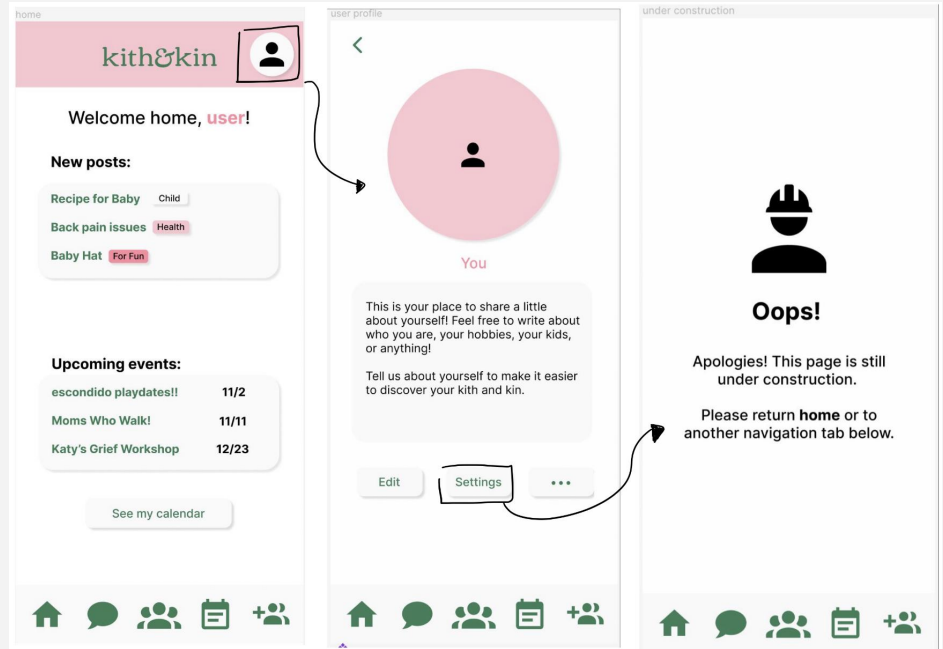 home
kith&kin
Welcome home, user!
New posts:
Recipe for Baby Child
Back pain issues Health
Baby Hat For Fun
Upcoming events:
escondido playdates!! 11/2
Moms Who Walk! 11/11
Katy's Grief Workshop 12/23
See my calendar
user profile
You
This is your place to share a little
about yourself! Feel free to write about
who you are, your hobbies, your kids,
or anything!
Tell us about yourself to make it easier
to discover your kith and kin.
Edit Settings ...
under construction
Oops!
Apologies! This page is still
under construction.
Please return home or to
another navigation tab below.